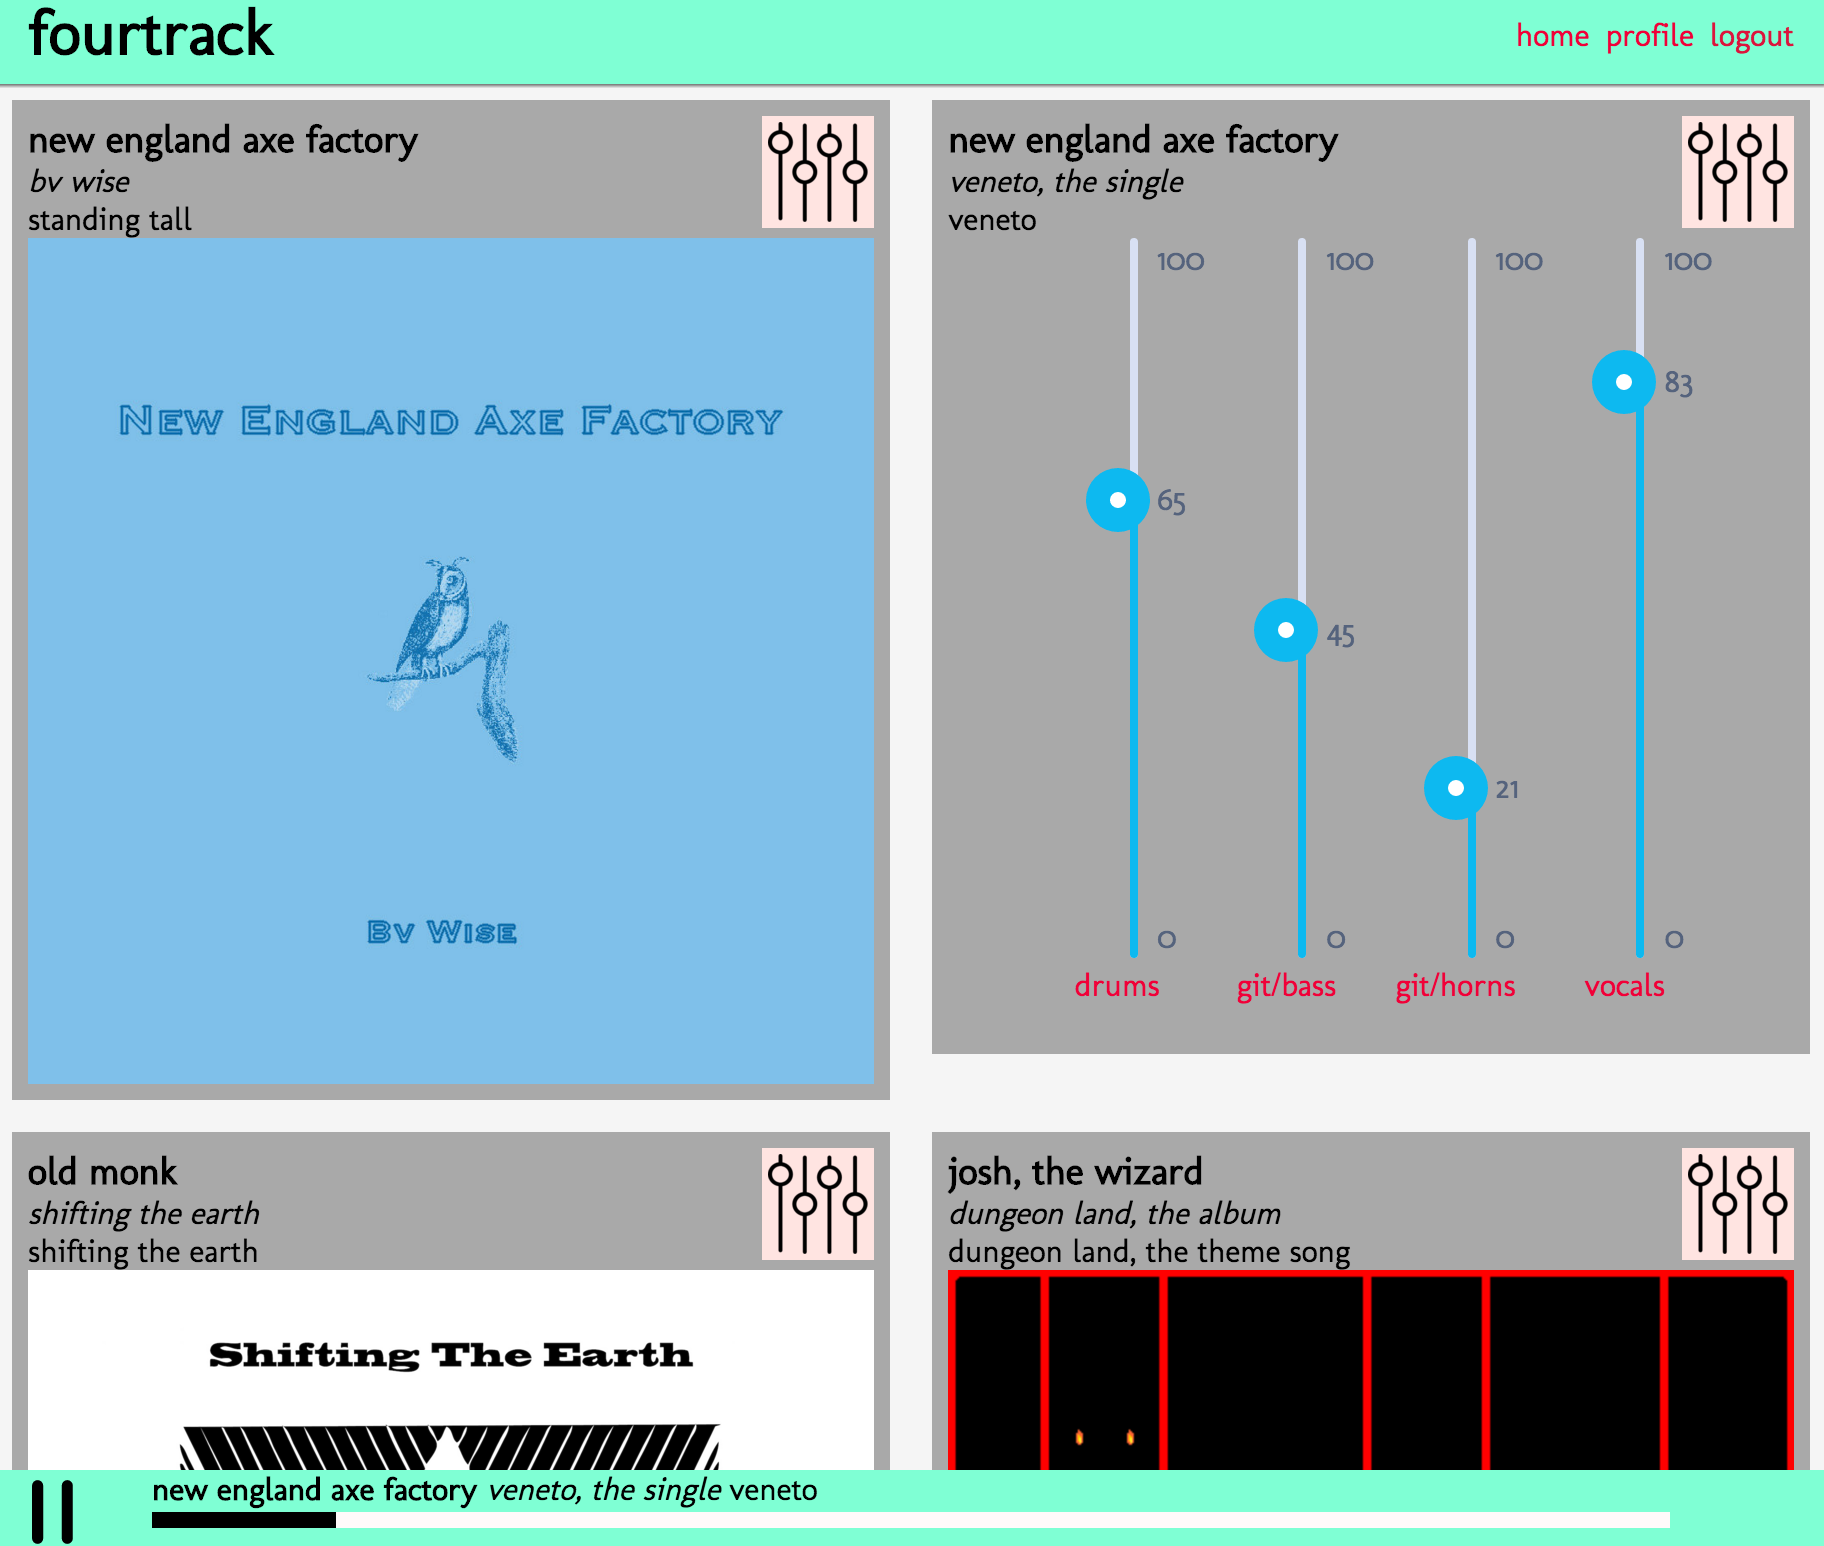 fourtrack
home profile logout
new england axe factory
bv wise
standing tall
New England Axe Factory
Bv Wise
new england axe factory
veneto, the single
veneto
100 100 100 100
83
65
45
21
0 0 0 0
drums git/bass git/horns vocals
old monk
shifting the earth
shifting the earth
Shifting The Earth
josh, the wizard
dungeon land, the album
dungeon land, the theme song
new england axe factory veneto, the single veneto